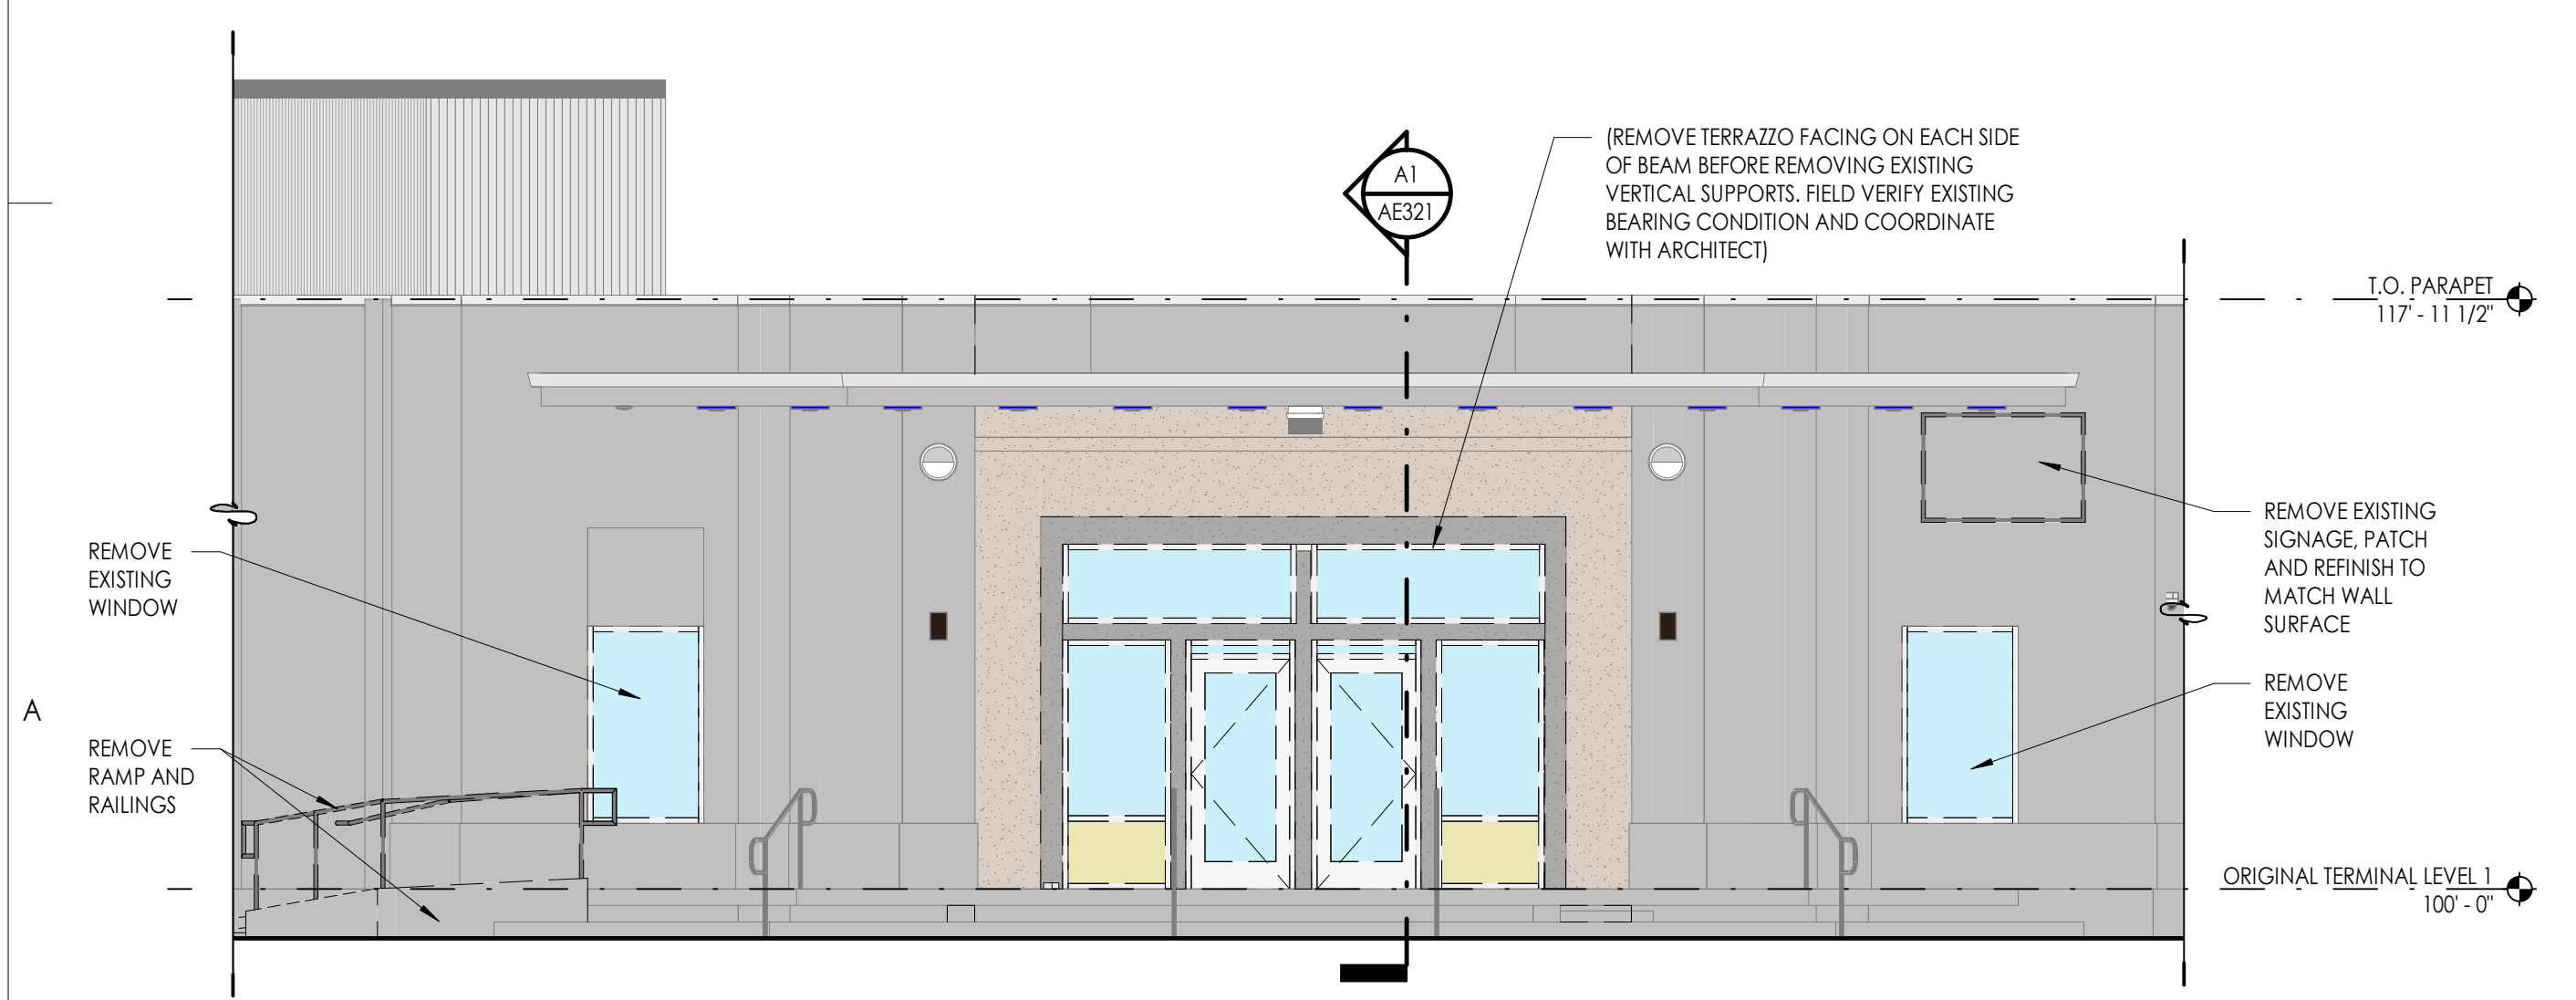 A1
AE321
(REMOVE TERRAZZO FACING ON EACH SIDE
OF BEAM BEFORE REMOVING EXISTING
VERTICAL SUPPORTS. FIELD VERIFY EXISTING
BEARING CONDITION AND COORDINATE
WITH ARCHITECT)
T.O. PARAPET
117' - 11 1/2"
REMOVE
EXISTING
WINDOW
REMOVE EXISTING
SIGNAGE, PATCH
AND REFINISH TO
MATCH WALL
SURFACE
A
REMOVE
EXISTING
WINDOW
REMOVE
RAMP AND
RAILINGS
ORIGINAL TERMINAL LEVEL 1
100' - 0"